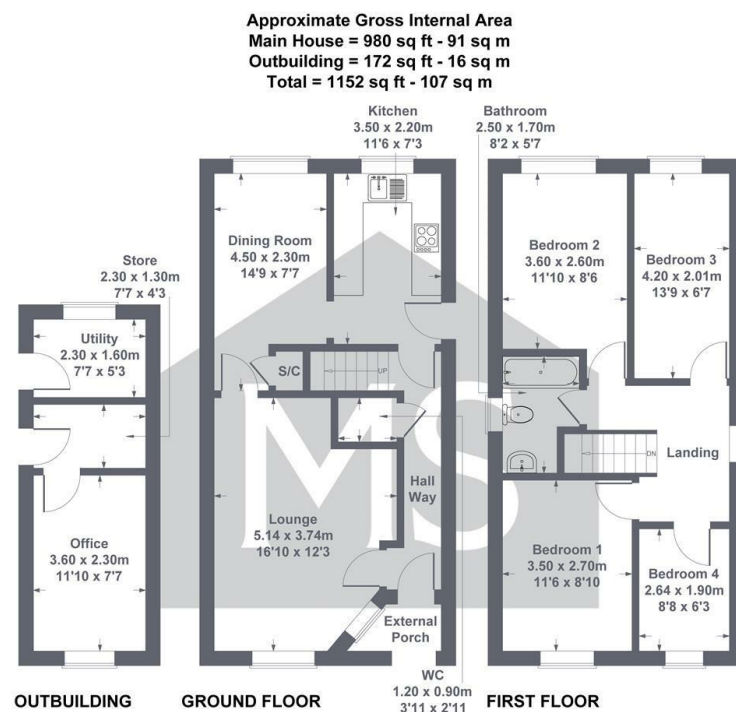 Approximate Gross Internal Area
Main House = 980 sq ft - 91 sq m
Outbuilding = 172 sq ft - 16 sq m
Total = 1152 sq ft - 107 sq m
Kitchen
3.50 x 2.20m
11'6 x 7'3
Bathroom
2.50 x 1.70m
8'2 x 5'7
Store
2.30 x 1.30m
7'7 x 4'3
Utility
2.30 x 1.60m
7'7 x 5'3
Office
3.60 x 2.30m
11'10 x 7'7
Dining Room
4.50 x 2.30m
14'9 x 7'7
S/C
UP
Lounge
5.14 x 3.74m
16'10 x 12'3
Hall
Way
External
Porch
WC
1.20 x 0.90m
3'11 x 2'11
Bedroom 2
3.60 x 2.60m
11'10 x 8'6
Bedroom 3
4.20 x 2.01m
13'9 x 6'7
DN
Landing
Bedroom 1
3.50 x 2.70m
11'6 x 8'10
Bedroom 4
2.64 x 1.90m
8'8 x 6'3
MS
OUTBUILDING
GROUND FLOOR
FIRST FLOOR